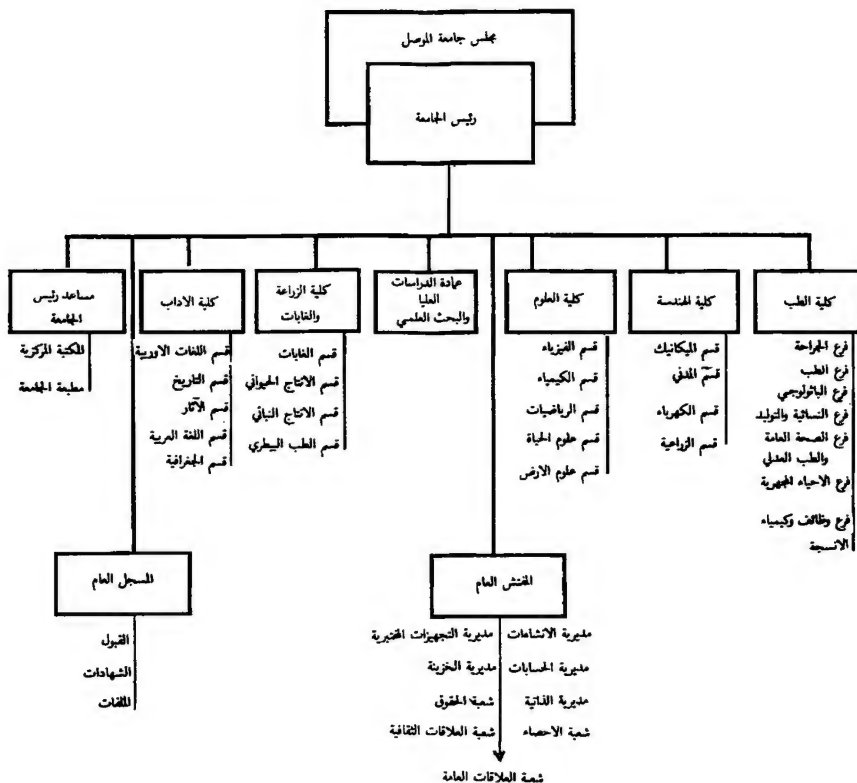 مجلس جامعة الموصل
رئيس الجامعة
كلية الطب
فرع الجراحة
فرع الطب
فرع الباثولوجي
فرع النسائية والتوليد
فرع الصحة العامة
والطب العدلي
فرع الاحياء المجهرية
فرع وظائف وكيمياء
الانسجة
كلية الهندسة
قسم الميكانيك
قسم المدني
قسم الكهرباء
قسم الزراعية
كلية العلوم
قسم الفيزياء
قسم الكيمياء
قسم الرياضيات
قسم علوم الحياة
قسم علوم الارض
عمادة الدراسات
العليا
والبحث العلمي
كلية الزراعة
والغابات
قسم الغابات
قسم الانتاج الحيواني
قسم الانتاج النباتي
قسم الطب البيطري
كلية الاداب
قسم اللغات الاوربية
قسم التاريخ
قسم الآثار
قسم اللغة العربية
قسم الجغرافية
مساعد رئيس
الجامعة
المكتبة المركزية
مطبعة الجامعة
المفتش العام
مديرية الانشاءات
مديرية التجهيزات المختبرية
مديرية الحسابات
مديرية الخزينة
مديرية الذاتية
شعبة الحقوق
شعبة الاحصاء
شعبة العلاقات الثقافية
شعبة العلاقات العامة
المسجل العام
القبول
الشهادات
الملفات